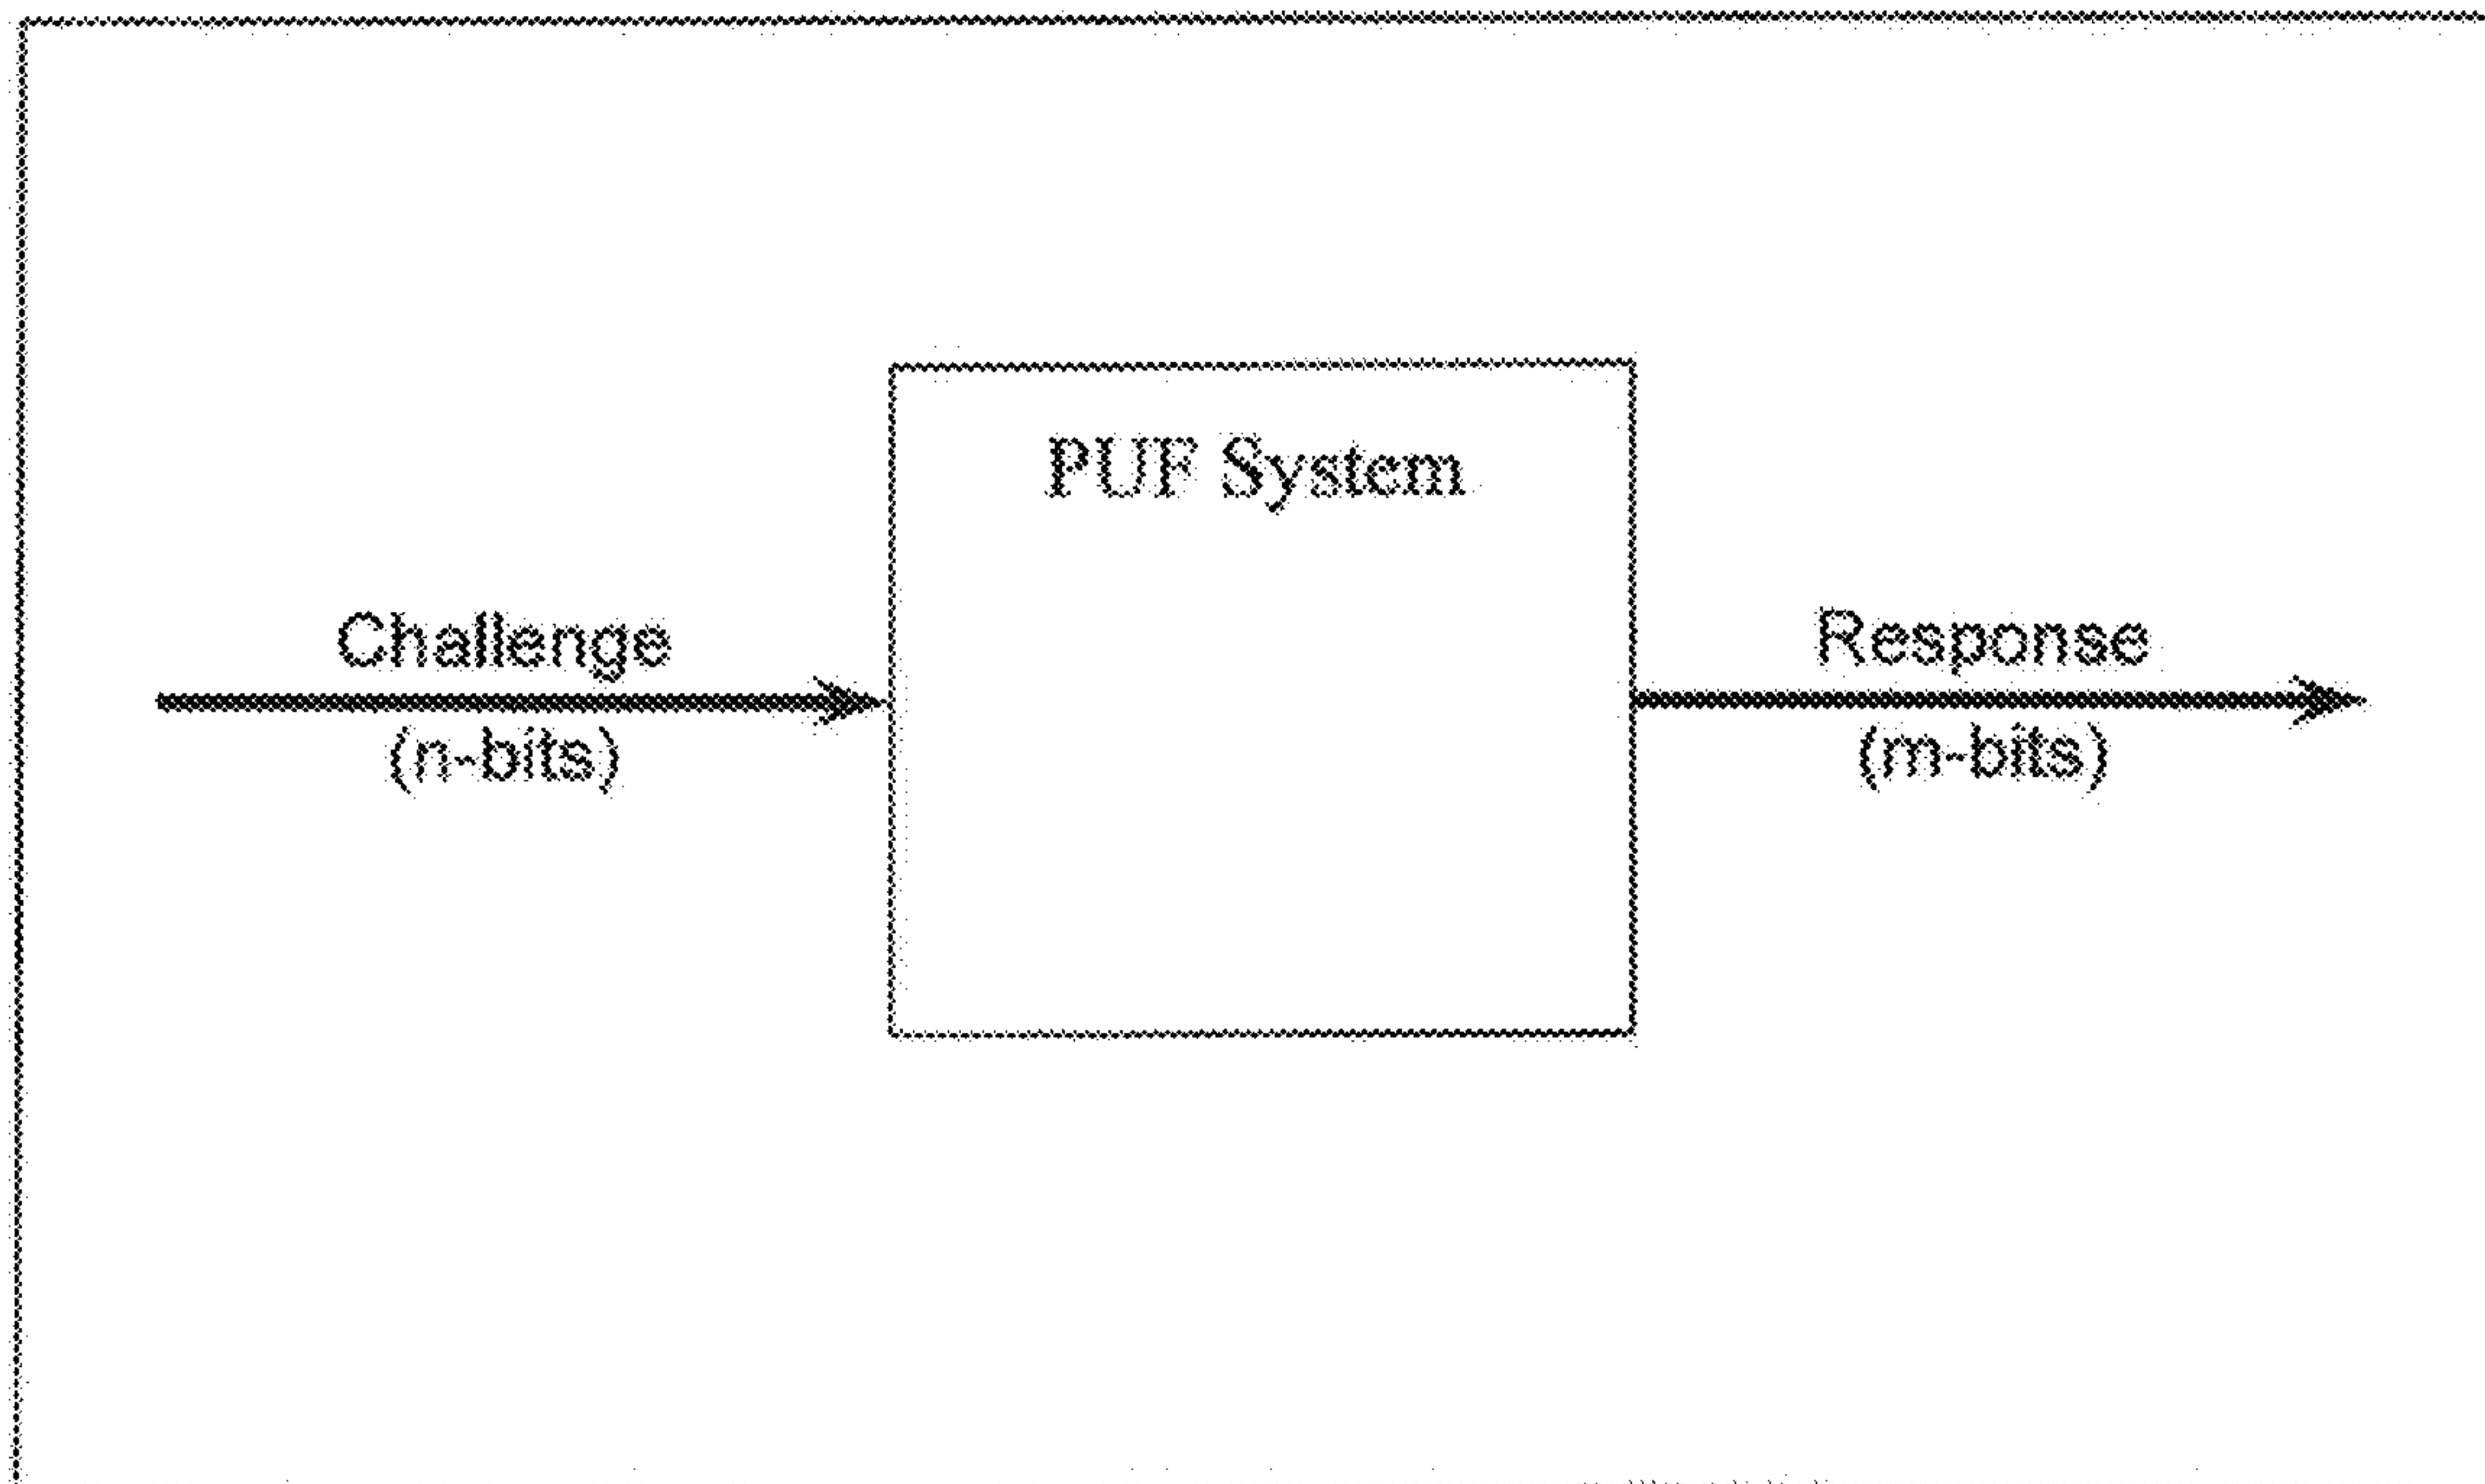 PUF System
Challenge
(n-bits)
Response
(m-bits)